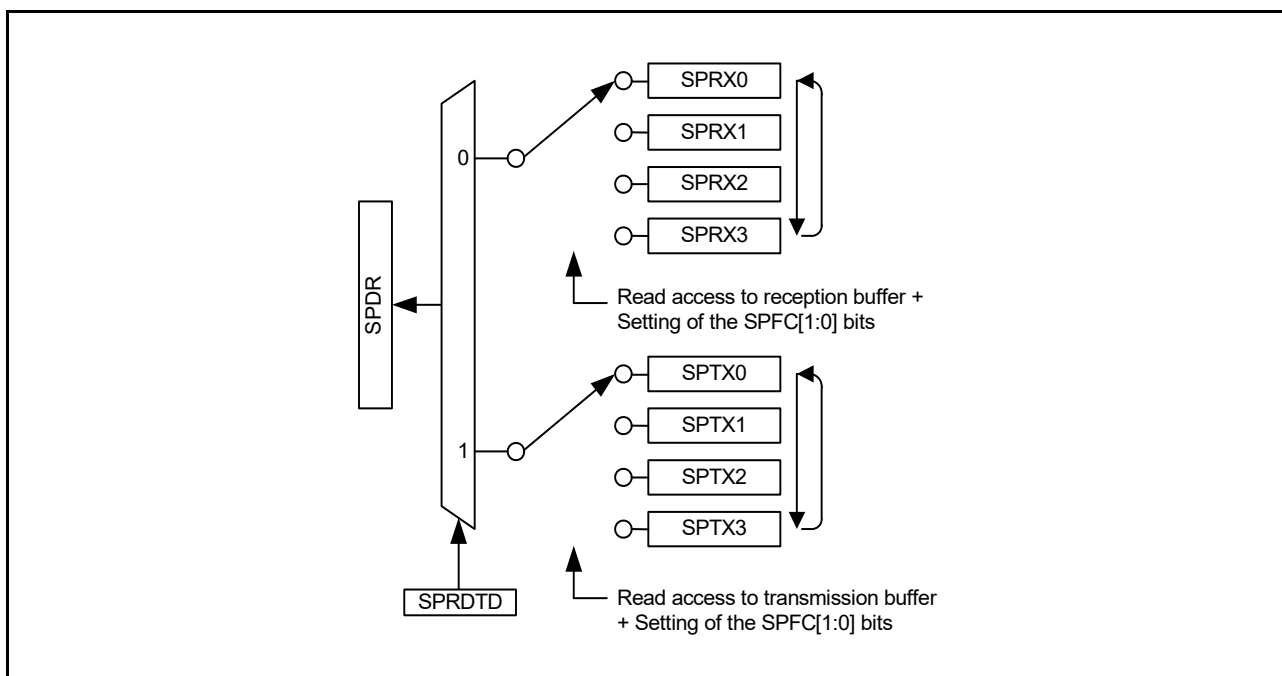 SPRX0
SPRX1
0
SPRX2
SPRX3
SPDR
Read access to reception buffer +
Setting of the SPFC[1:0] bits
SPTX0
SPTX1
1
SPTX2
SPTX3
SPRDTD
Read access to transmission buffer
+ Setting of the SPFC[1:0] bits